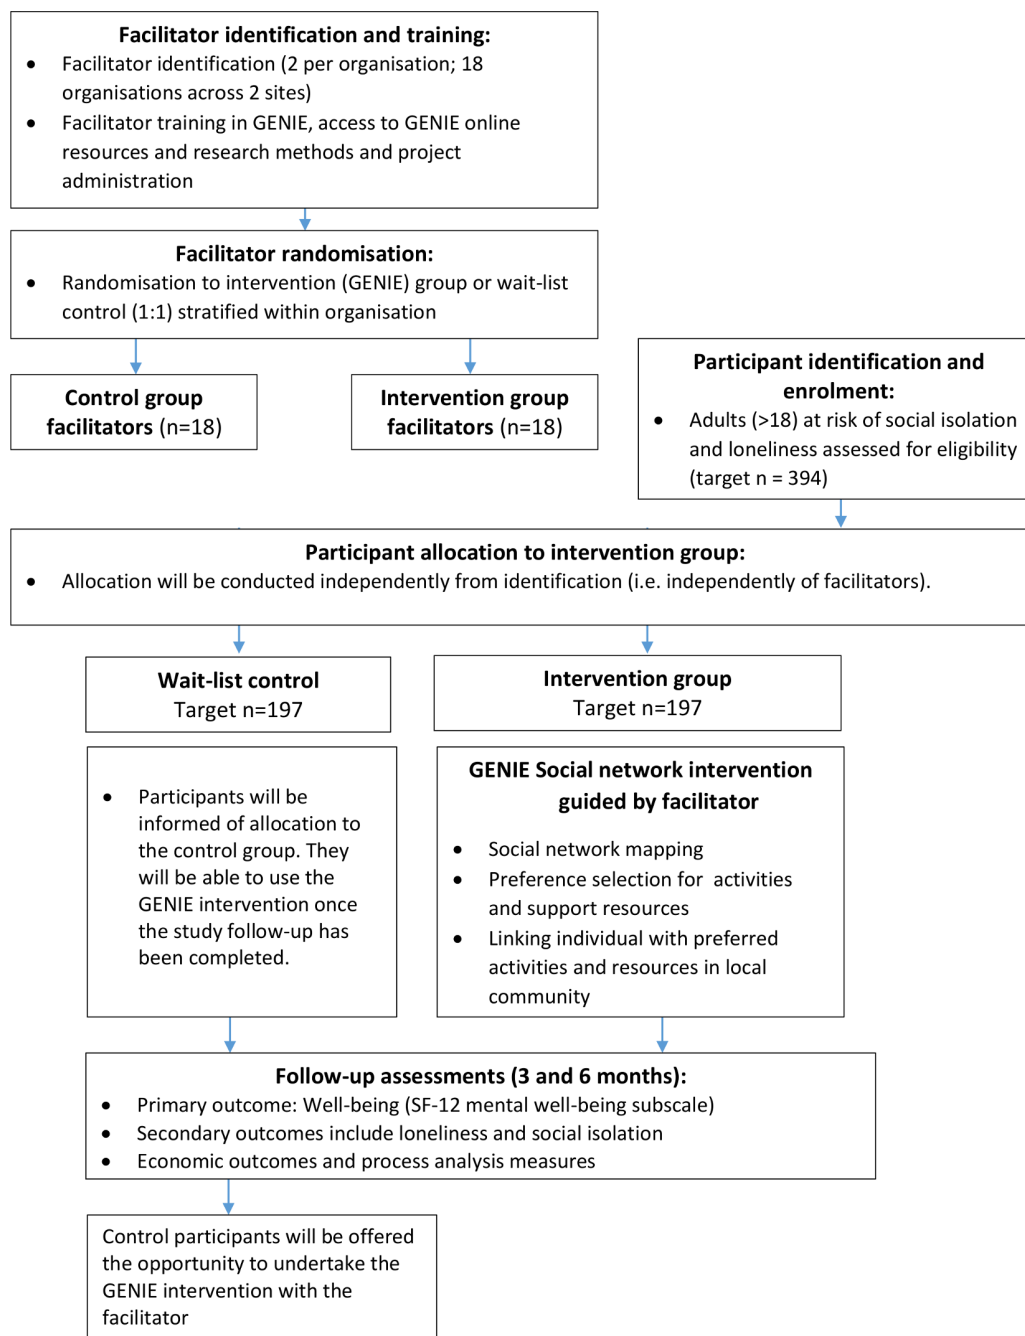 Facilitator identification and training:
• Facilitator identification (2 per organisation; 18
organisations across 2 sites)
• Facilitator training in GENIE, access to GENIE online
resources and research methods and project
administration
Facilitator randomisation:
• Randomisation to intervention (GENIE) group or wait-list
control (1:1) stratified within organisation
Control group
facilitators (n=18)
Intervention group
facilitators (n=18)
Participant identification and
enrolment:
• Adults (>18) at risk of social isolation
and loneliness assessed for eligibility
(target n = 394)
Participant allocation to intervention group:
• Allocation will be conducted independently from identification (i.e. independently of facilitators).
Wait-list control
Target n=197
Intervention group
Target n=197
• Participants will be
informed of allocation to
the control group. They
will be able to use the
GENIE intervention once
the study follow-up has
been completed.
GENIE Social network intervention
guided by facilitator
• Social network mapping
• Preference selection for activities
and support resources
• Linking individual with preferred
activities and resources in local
community
Follow-up assessments (3 and 6 months):
• Primary outcome: Well-being (SF-12 mental well-being subscale)
• Secondary outcomes include loneliness and social isolation
• Economic outcomes and process analysis measures
Control participants will be offered
the opportunity to undertake the
GENIE intervention with the
facilitator